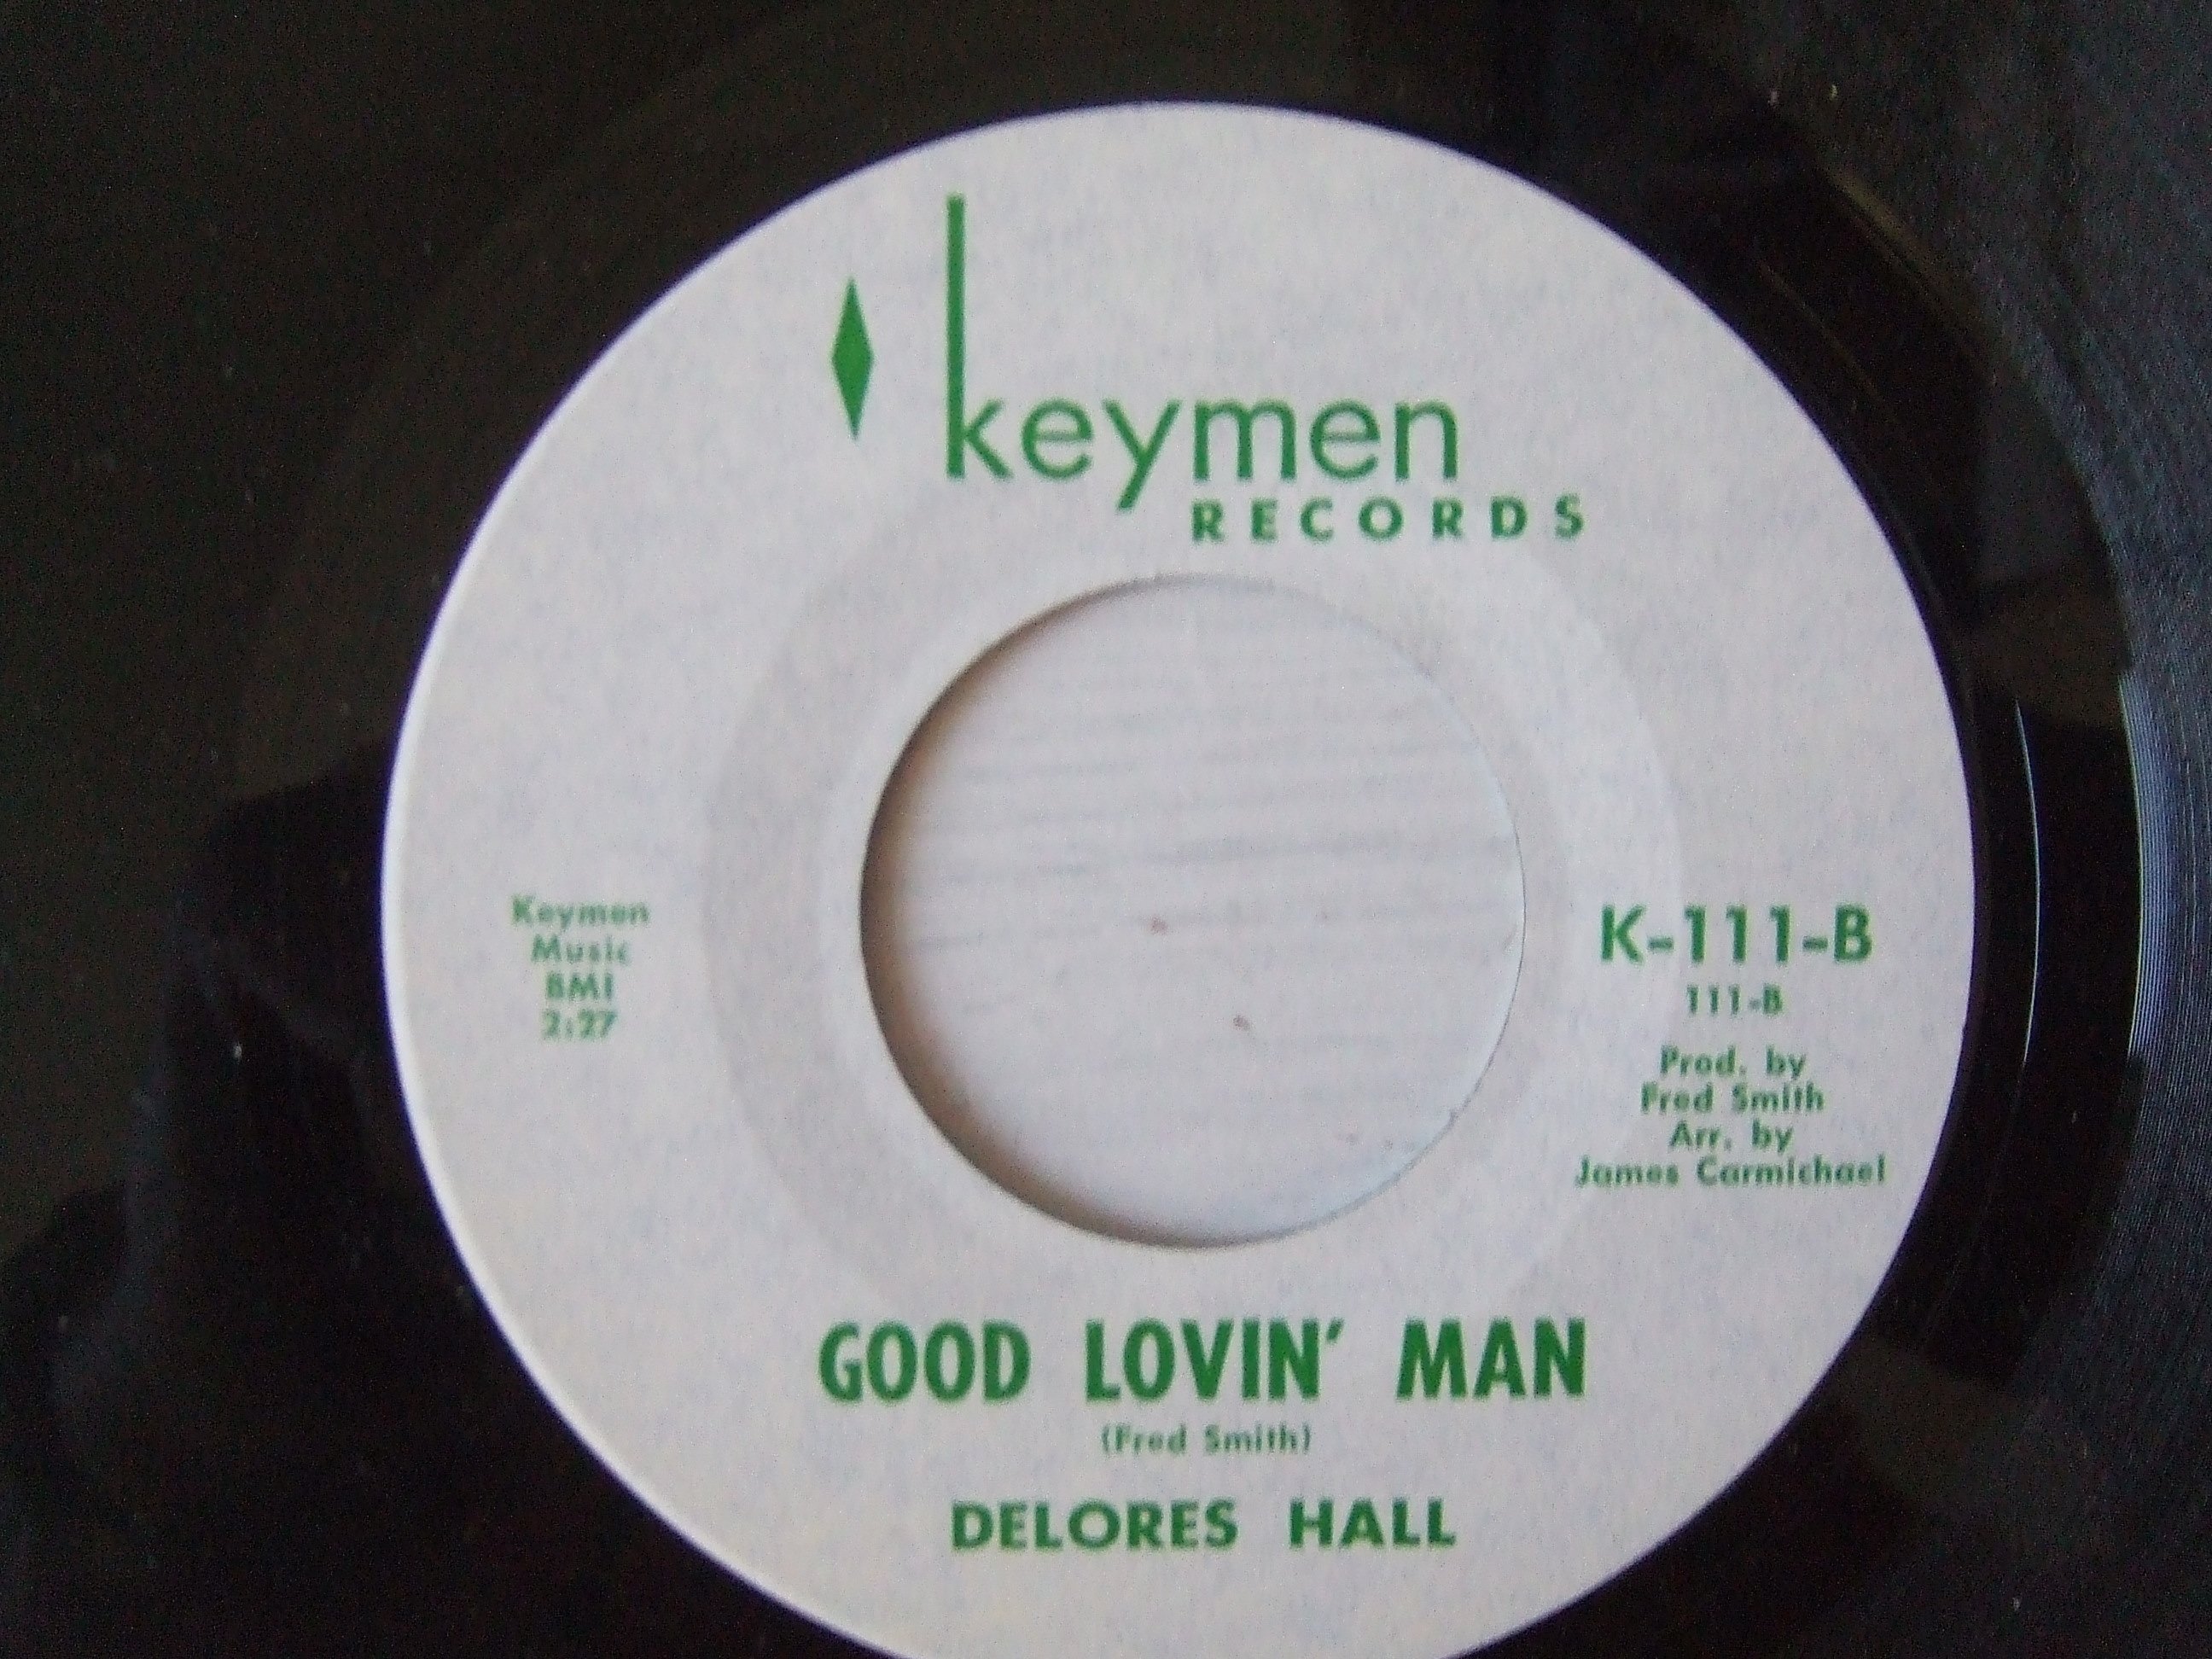 keymen
RECORDS
Keymen
Music
BMI
2:27
K-111-B
111-B
Prod. by
Fred Smith
Arr. by
James Carmichael
GOOD LOVIN' MAN
(Fred Smith)
DELORES HALL